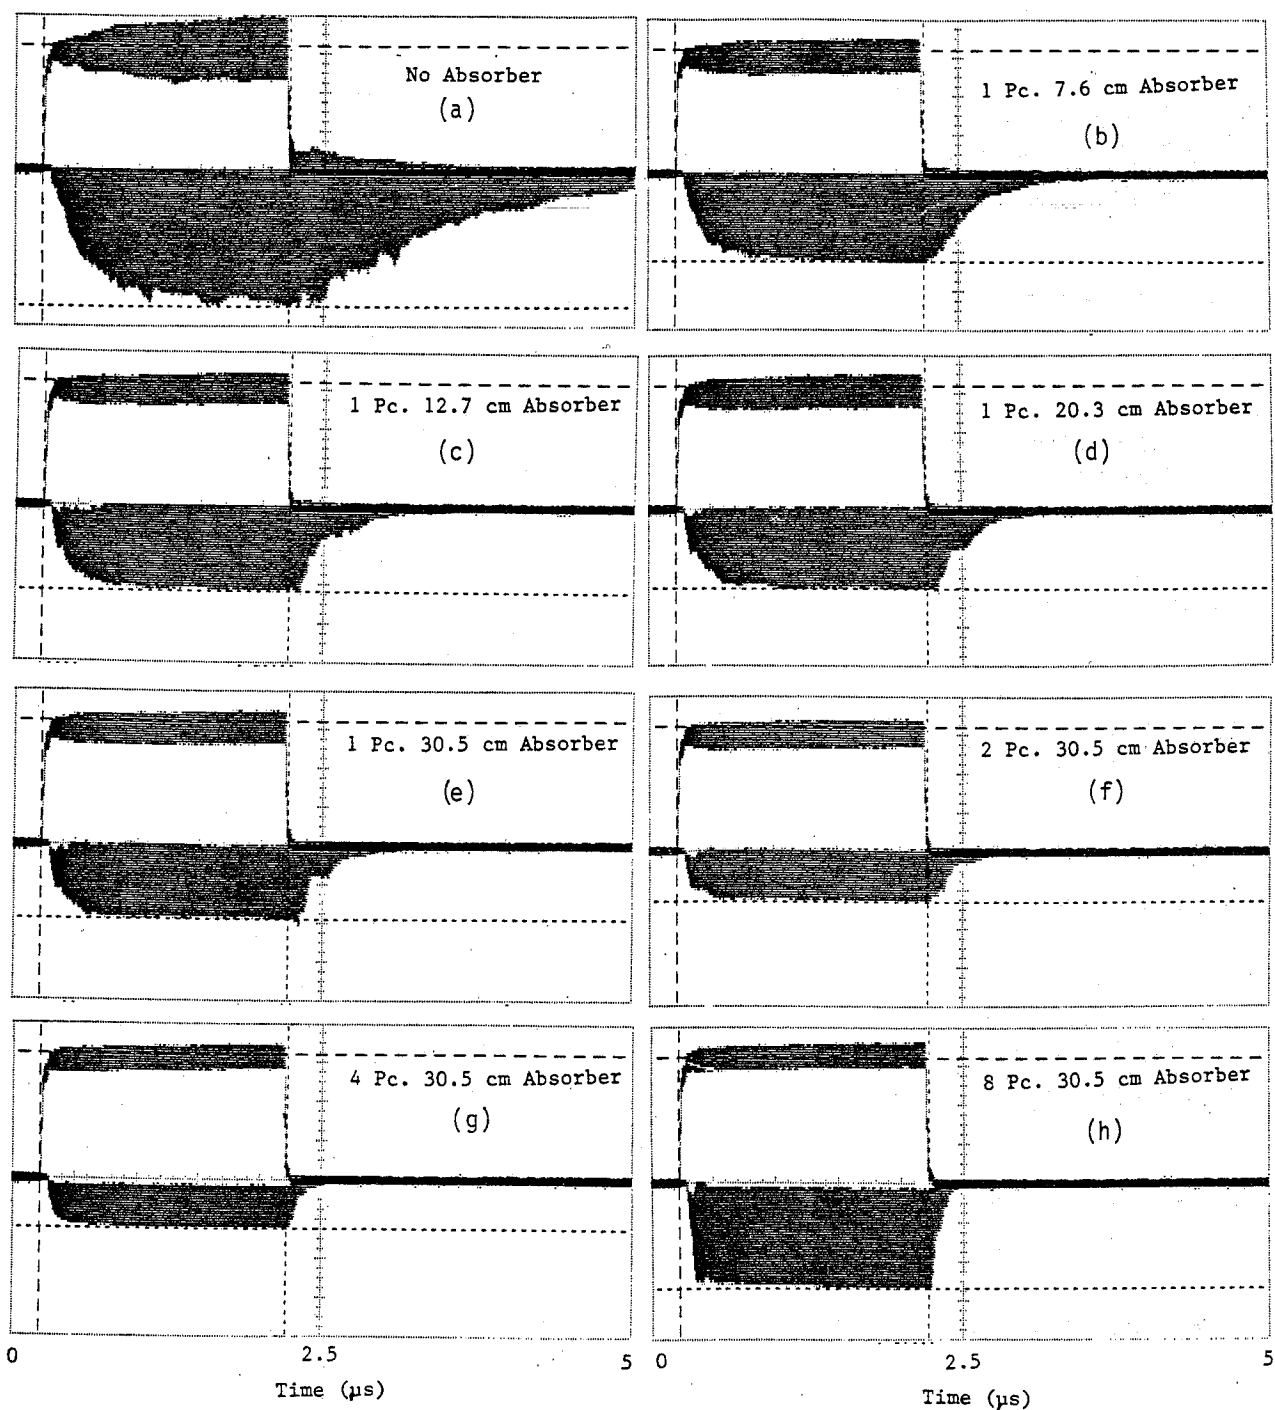 No Absorber
(a)
1 Pc. 7.6 cm Absorber
(b)
1 Pc. 12.7 cm Absorber
(c)
1 Pc. 20.3 cm Absorber
(d)
1 Pc. 30.5 cm Absorber
(e)
2 Pc. 30.5 cm Absorber
(f)
4 Pc. 30.5 cm Absorber
(g)
8 Pc. 30.5 cm Absorber
(h)
0 2.5 5
Time (µs)
0 2.5 5
Time (µs)